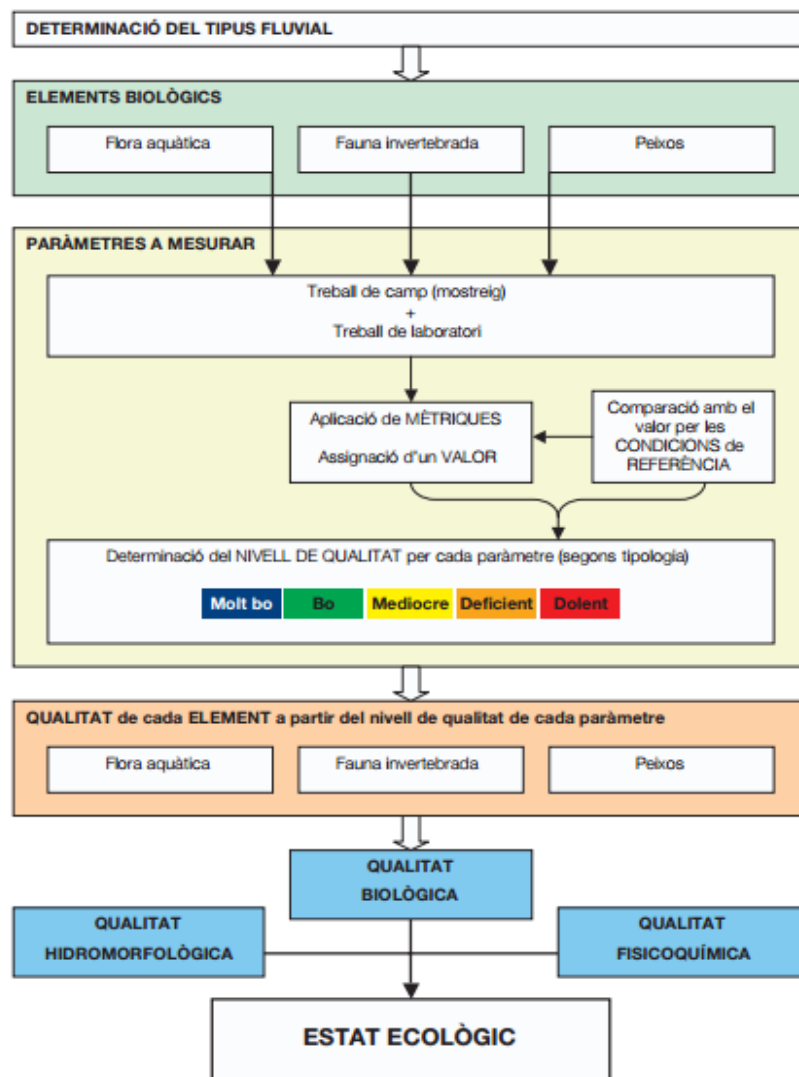 DETERMINACIÓ DEL TIPUS FLUVIAL
ELEMENTS BIOLÒGICS
Flora aquàtica
Fauna invertebrada
Peixos
PARÀMETRES A MESURAR
Treball de camp (mostreig)
+
Treball de laboratori
Aplicació de MÈTRIQUES
Assignació d'un VALOR
Comparació amb el
valor per les
CONDICIONS de
REFERÈNCIA
Determinació del NIVELL DE QUALITAT per cada paràmetre (segons tipologia)
Molt bo
Bo
Mediocre
Deficient
Dolent
QUALITAT de cada ELEMENT a partir del nivell de qualitat de cada paràmetre
Flora aquàtica
Fauna invertebrada
Peixos
QUALITAT
BIOLÒGICA
QUALITAT
HIDROMORFOLÒGICA
QUALITAT
FISICOQUÍMICA
ESTAT ECOLÒGIC